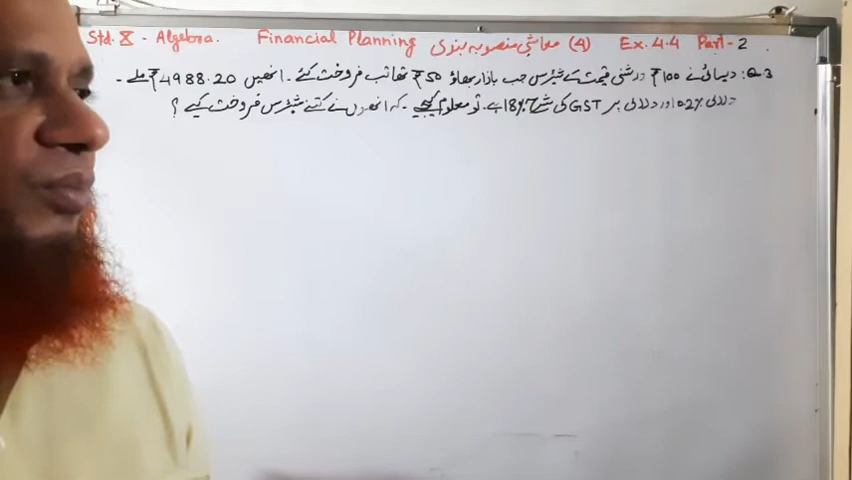 Std. X - Algebra. Financial Planning معاشی منصوبہ بندی (4) Ex. 4.4 Part - 2
Q.3: دیسائی نے ₹100 درشنی قیمت کے شیئرس جب بازار بھاؤ ₹50 تھا تب فروخت کئے۔ انھیں ₹4988.20 ملے۔
دلالی 0.2% اور دلالی پر GST کی شرح 18% ہے۔ تو معلوم کیجیے۔ کہ انھوں نے کتنے شیئرس فروخت کیے؟